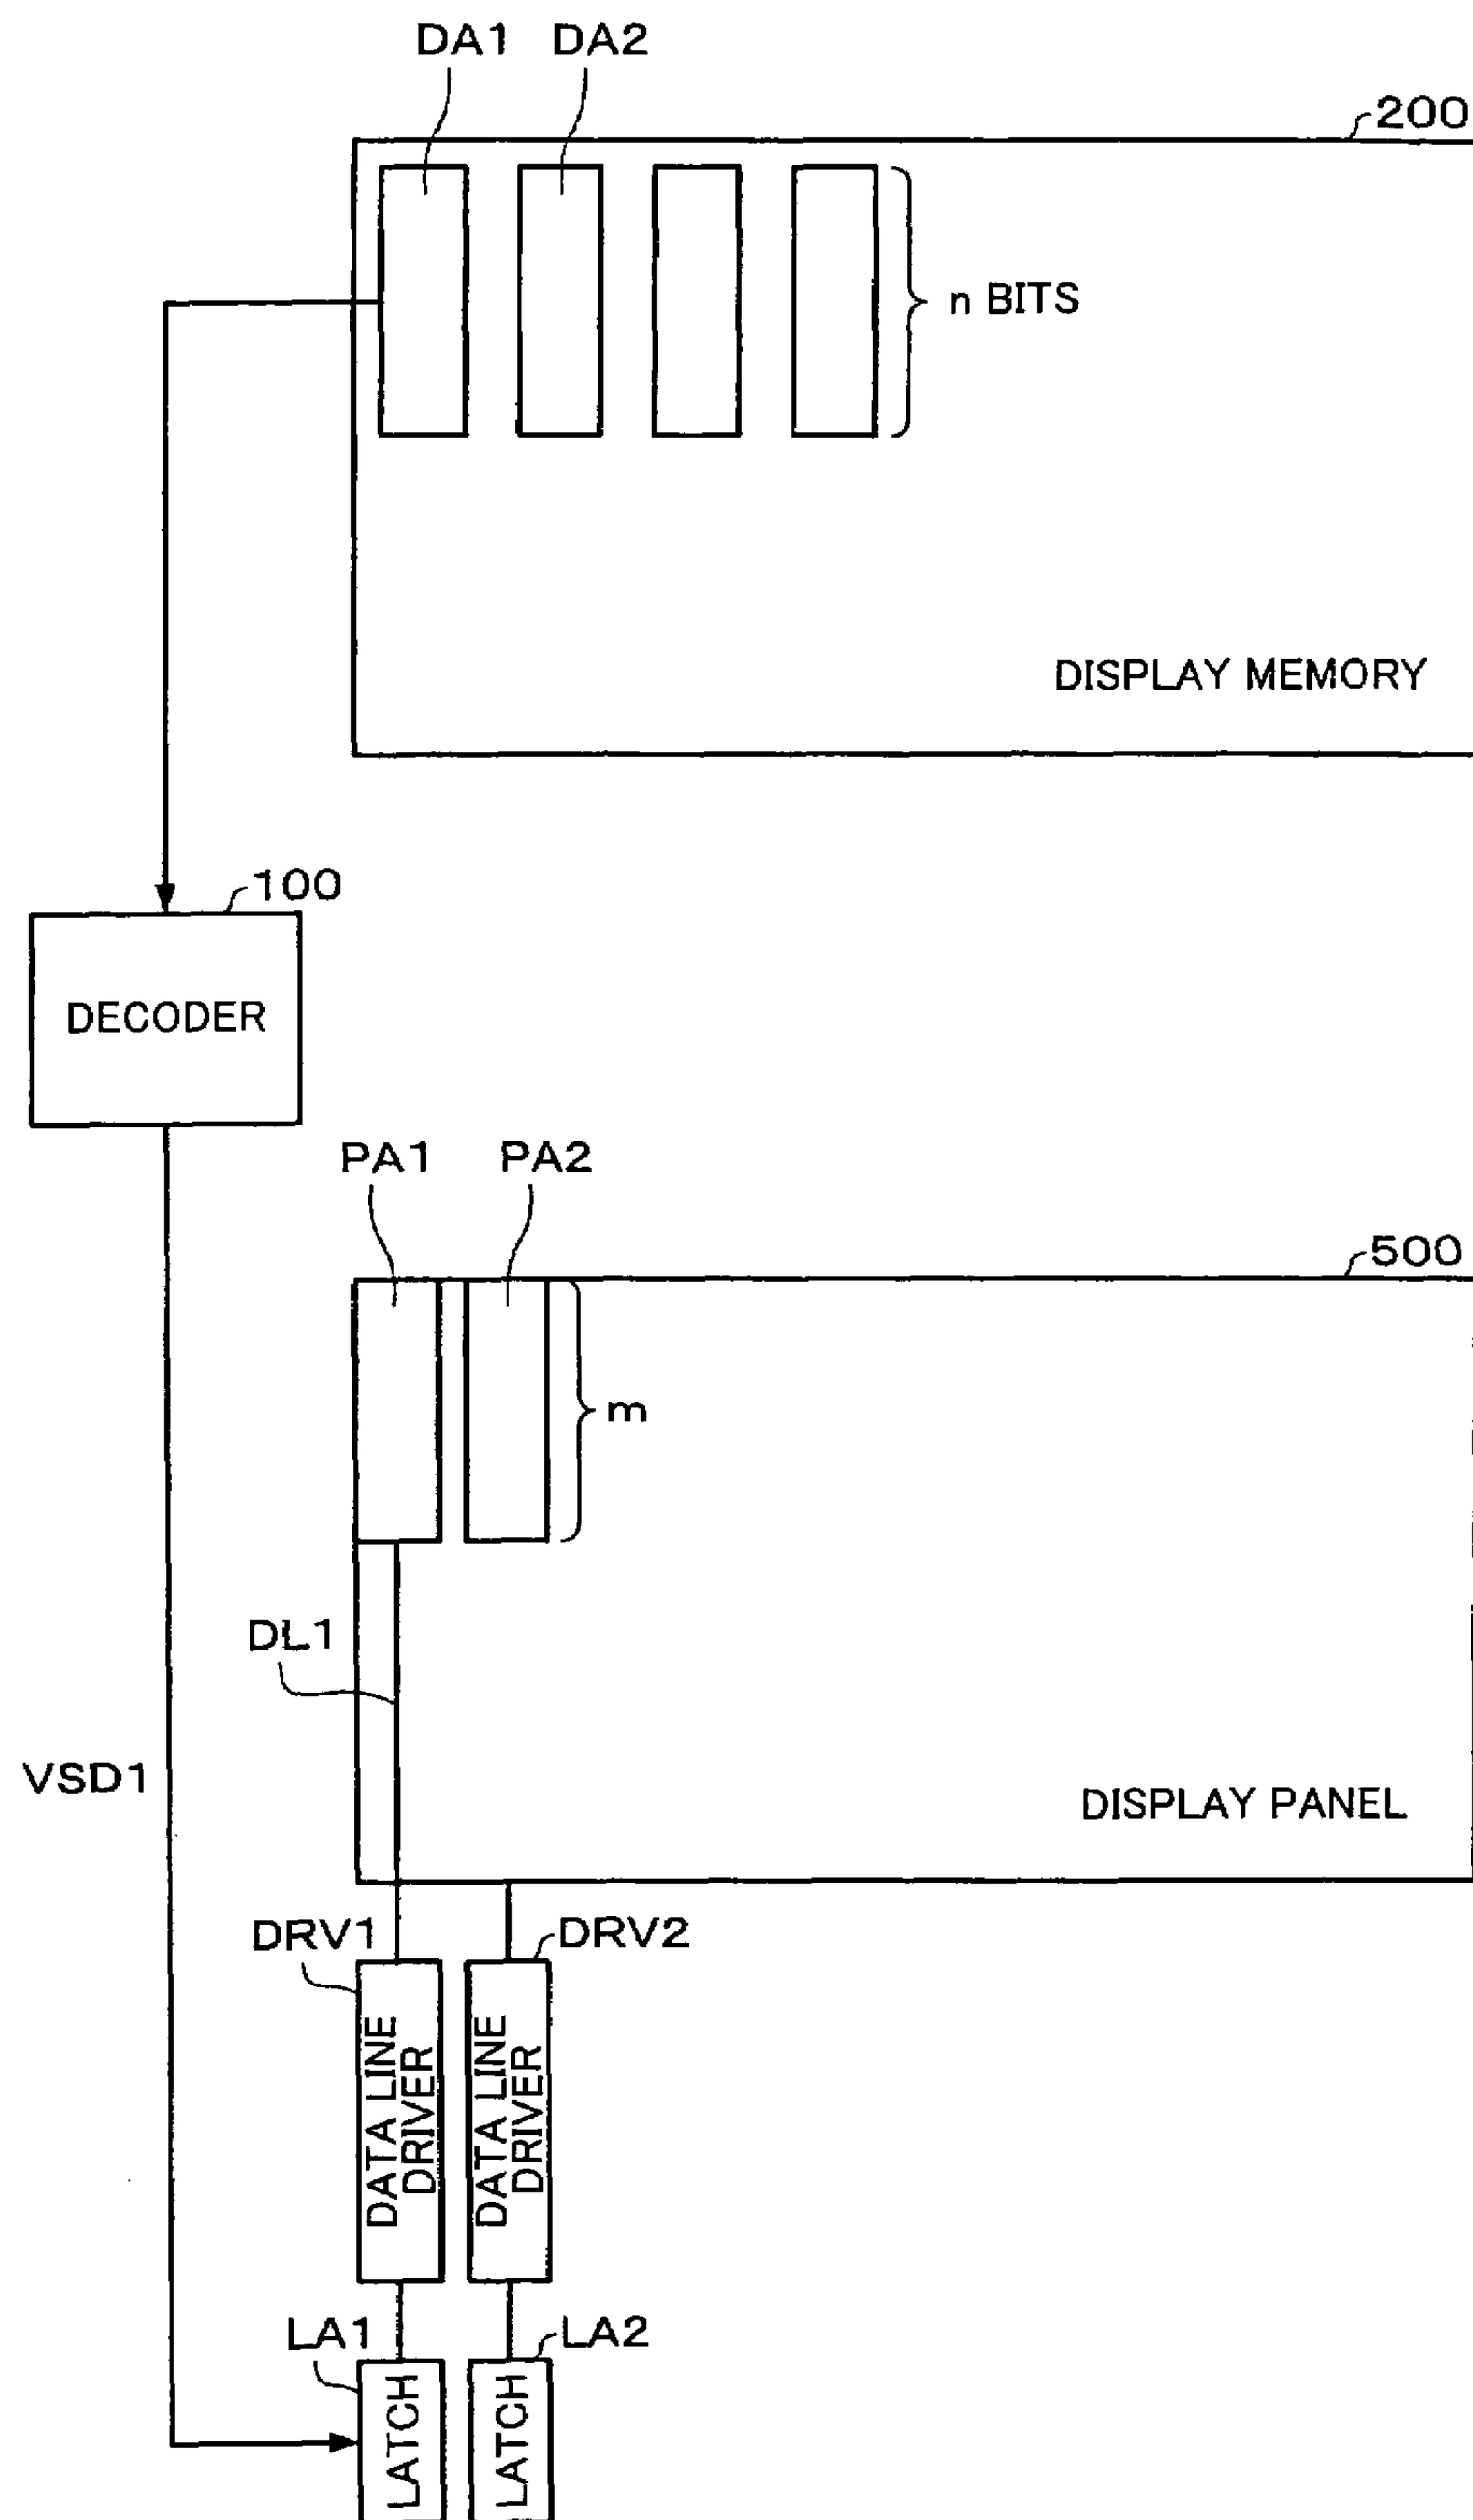 DA1 DA2
200
n BITS
DISPLAY MEMORY
100
DECODER
PA1 PA2
500
m
DL1
VSD1
DISPLAY PANEL
DRV1 DRV2
DATA LINE
DRIVER
DATA LINE
DRIVER
LA1 LA2
LATCH
LATCH